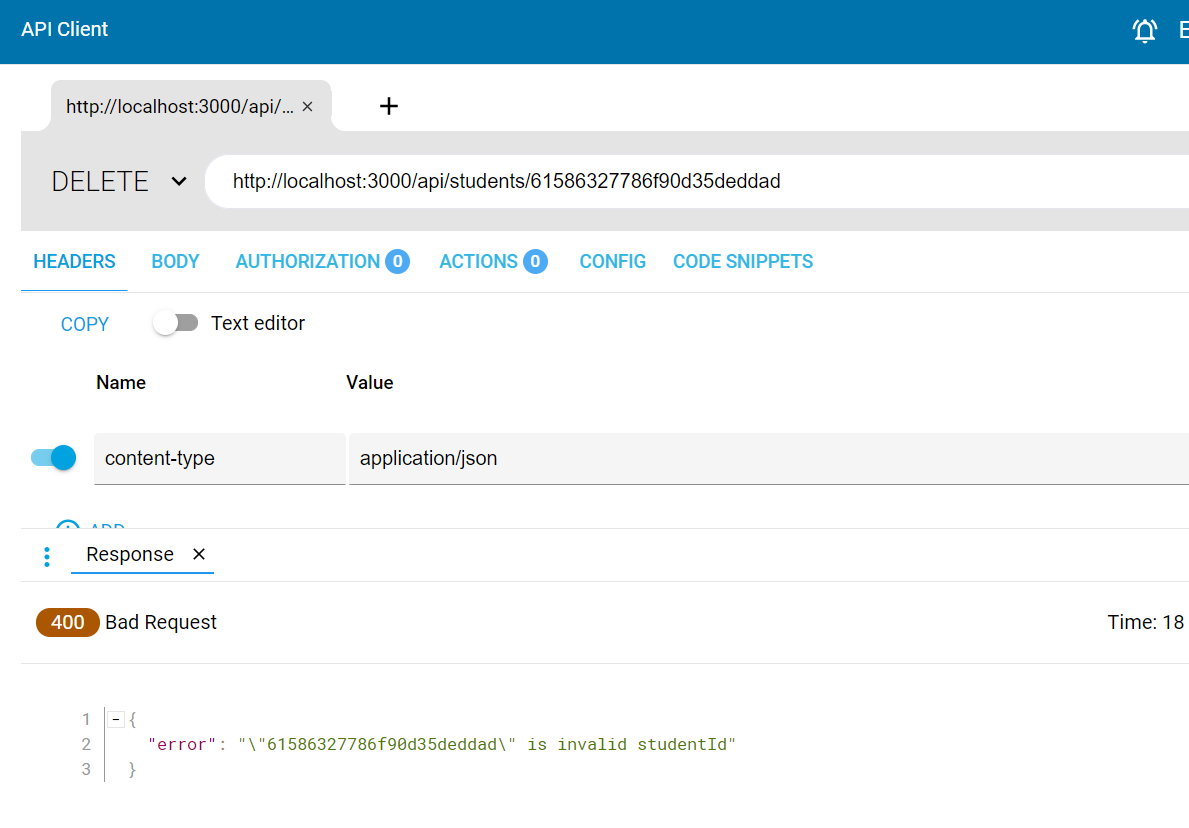 API Client
E
http://localhost:3000/api/... ×
+
DELETE
http://localhost:3000/api/students/61586327786f90d35deddad
HEADERS BODY AUTHORIZATION 0 ACTIONS 0 CONFIG CODE SNIPPETS
COPY Text editor
Name Value
content-type application/json
ADD
Response ×
400 Bad Request Time: 18
1 {
2 "error": "\"61586327786f90d35deddad\" is invalid studentId"
3 }